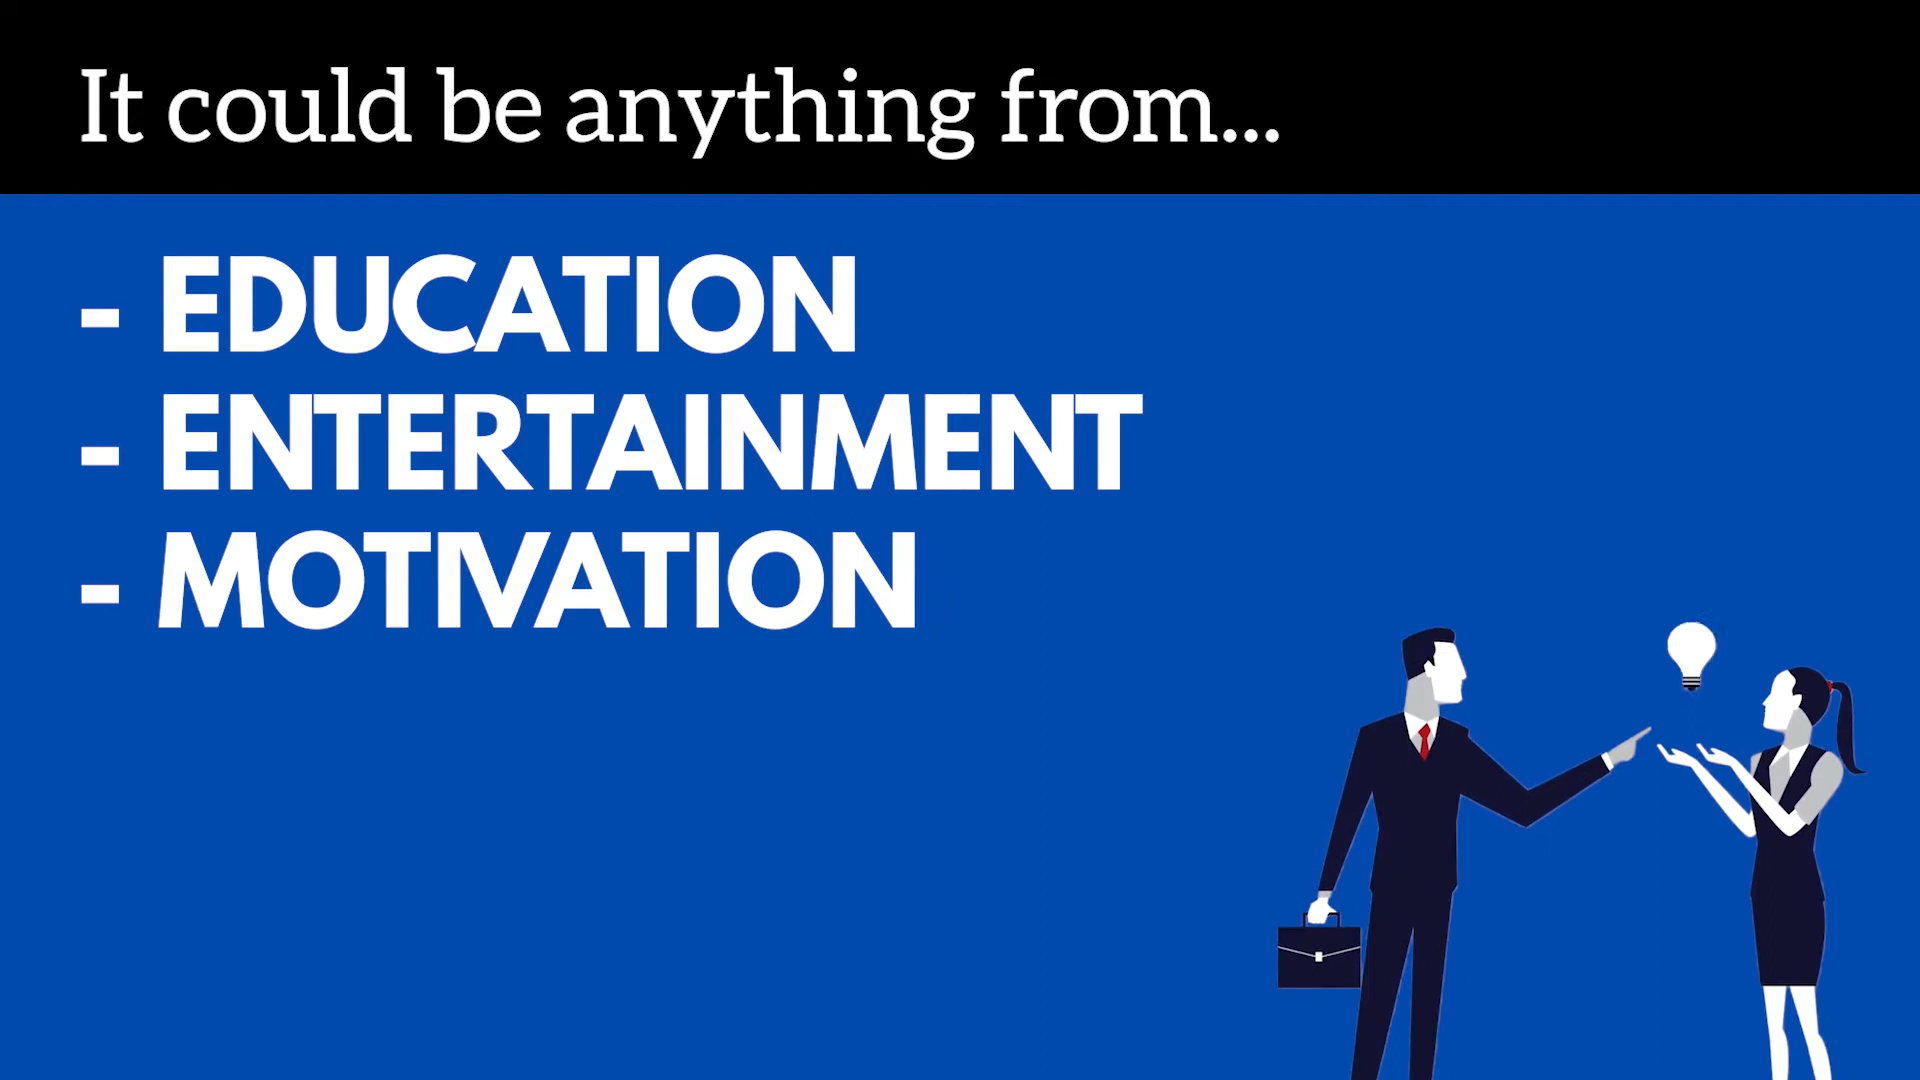 It could be anything from...
- EDUCATION
- ENTERTAINMENT
- MOTIVATION